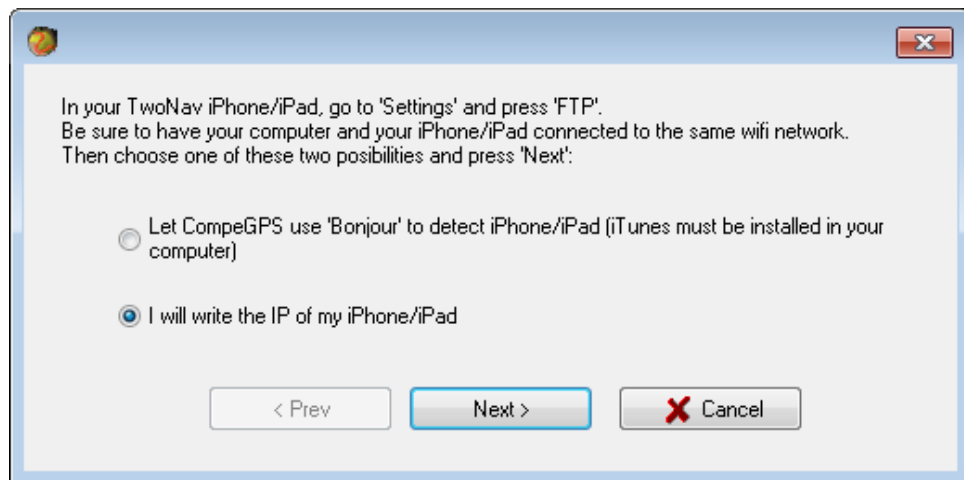 In your TwoNav iPhone/iPad, go to 'Settings' and press 'FTP'.
Be sure to have your computer and your iPhone/iPad connected to the same wifi network.
Then choose one of these two posibilities and press 'Next':
Let CompeGPS use 'Bonjour' to detect iPhone/iPad (iTunes must be installed in your
computer)
I will write the IP of my iPhone/iPad
< Prev
Next >
Cancel